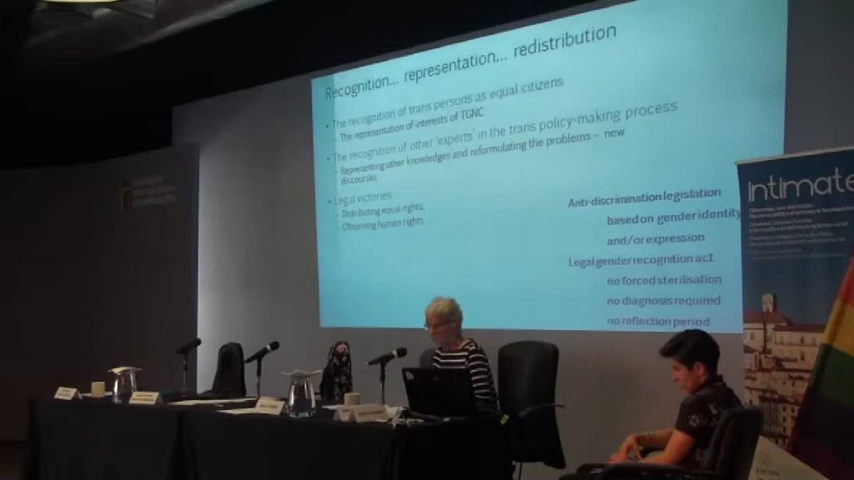 Recognition... representation... redistribution
• The recognition of trans persons as equal citizens
– The representation of interests of TGNC
• The recognition of other 'experts' in the trans policy-making process
– Representing other knowledges and reformulating the problems – new
discourses
• Legal victories
– Distributing equal rights;
– Observing human rights;
Anti-discrimination legislation
based on gender identity
and/or expression
Legal gender recognition act
no forced sterilisation
no diagnosis required
no reflection period
Intimate